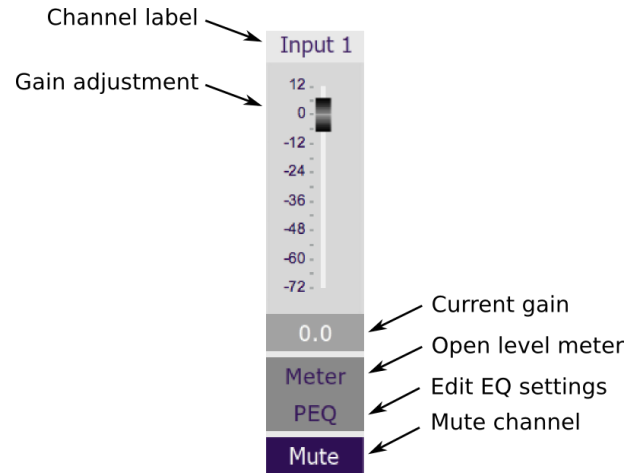 Channel label
Input 1
Gain adjustment
12
0
-12
-24
-36
-48
-60
-72
0.0
Current gain
Open level meter
Meter
Edit EQ settings
PEQ
Mute channel
Mute